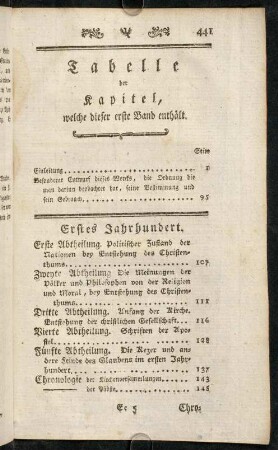 441
Tabelle
der
Kapitel,
welche dieser erste Band enthält.
Seite
Einleitung
Besonderer Entwurf dieses Werks, die Ordnung die
man darinn beobachtet hat, seine Bestimmung und
sein Gebrauch. 95
Erstes Jahrhundert.
Erste Abtheilung. Politischer Zustand der
Nationen bey Entstehung des Christen-
thums. 107
Zweyte Abtheilung Die Meinungen der
Völker und Philosophen von der Religion
und Moral, bey Entstehung des Christen-
thums 111
Dritte Abtheilung. Anfang der Kirche.
Entstehung der christlichen Gesellschaft. 116
Vierte Abtheilung. Schriften der Apo-
stel. 128
Fünfte Abtheilung. Die Kezer und an-
dere Feinde des Glaubens im ersten Jahr-
hundert. 137
Chronologie der Kirchenversammlungen. 143
der Päbste. 145
Chro-